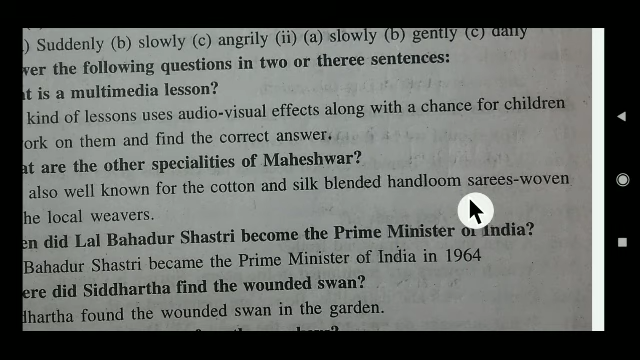 .) Suddenly (b) slowly (c) angrily (ii) (a) slowly (b) gently (c) daily
wer the following questions in two or theree sentences:
t is a multimedia lesson?
kind of lessons uses audio-visual effects along with a chance for children
ork on them and find the correct answer.
at are the other specialities of Maheshwar?
also well known for the cotton and silk blended handloom sarees-woven
he local weavers.
en did Lal Bahadur Shastri become the Prime Minister of India?
Bahadur Shastri became the Prime Minister of India in 1964
ere did Siddhartha find the wounded swan?
dhartha found the wounded swan in the garden.